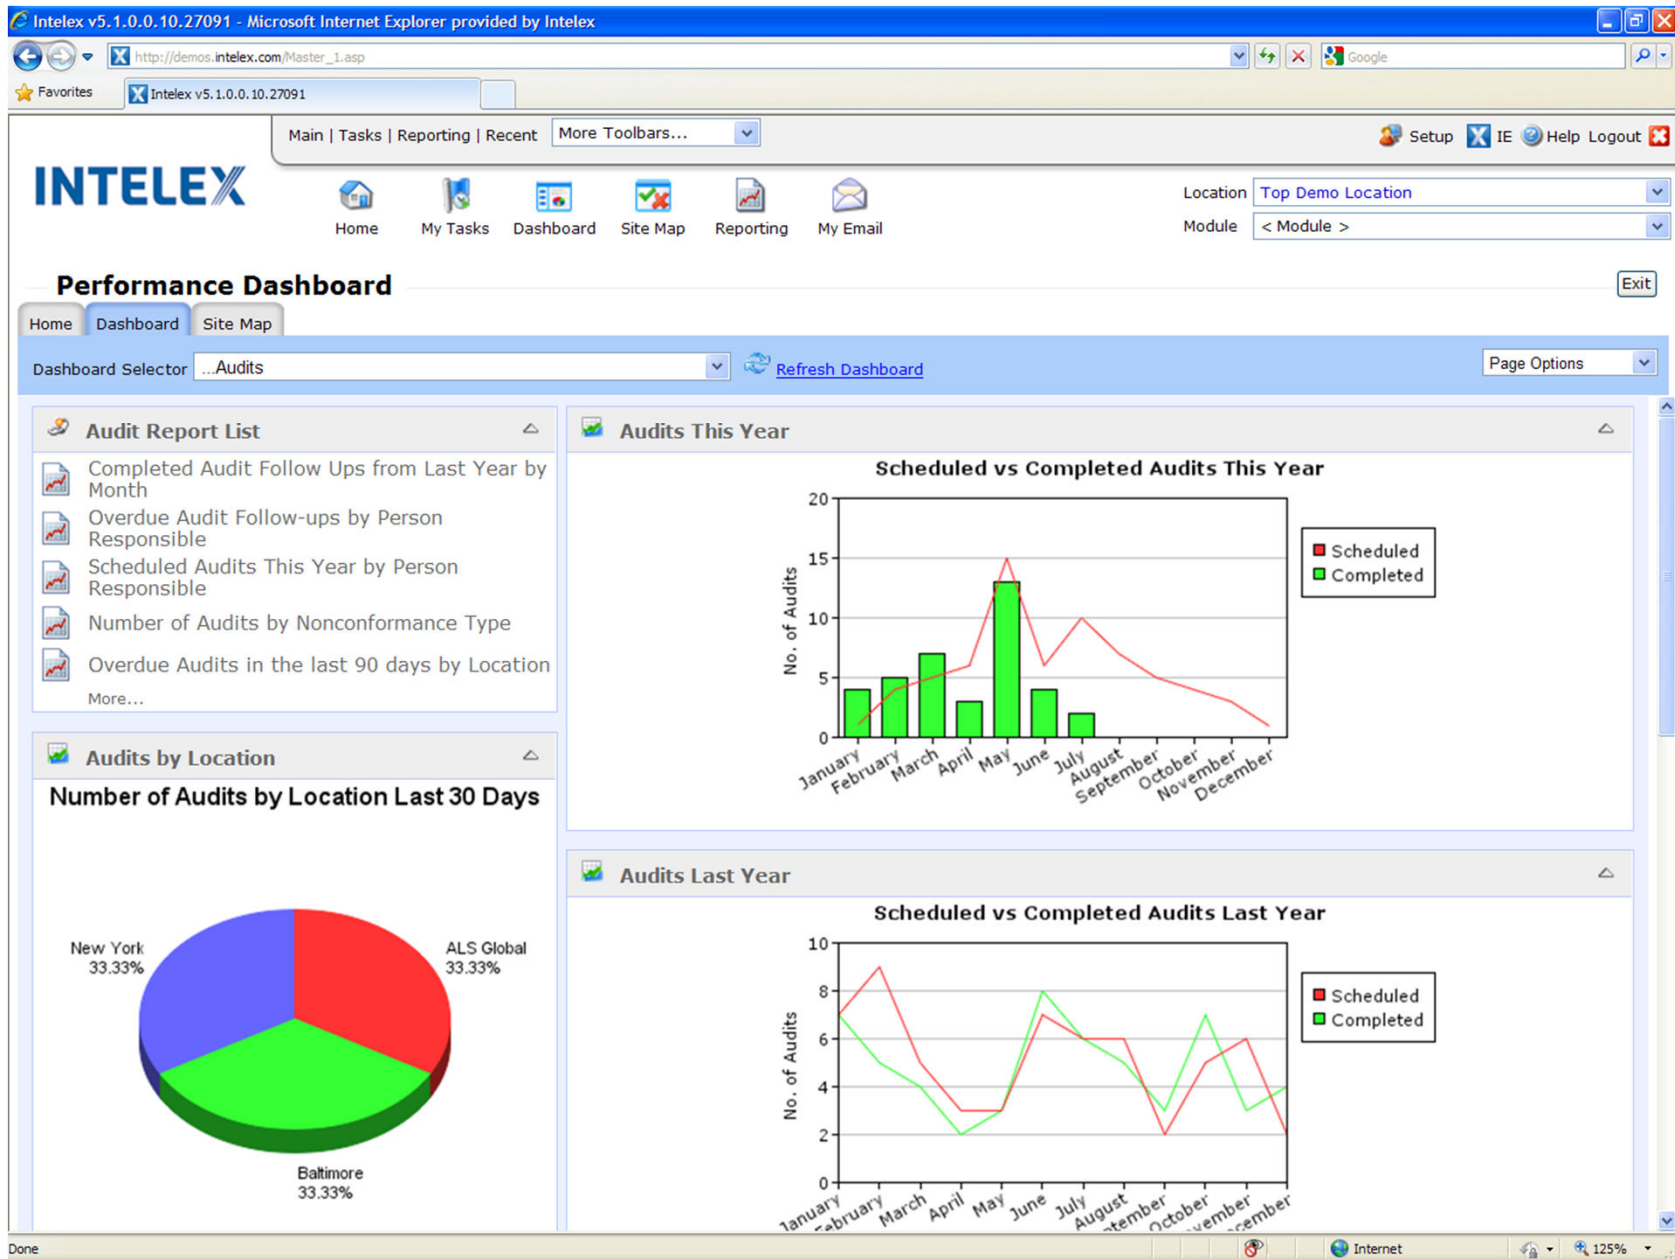 Intelex v5.1.0.0.10.27091 - Microsoft Internet Explorer provided by Intelex
http://demos.intelex.com/Master_1.asp
Google
Favorites
Intelex v5.1.0.0.10.27091
Main | Tasks | Reporting | Recent
More Toolbars...
Setup
IE
Help
Logout
INTELEX
Home
My Tasks
Dashboard
Site Map
Reporting
My Email
Location
Top Demo Location
Module
< Module >
Performance Dashboard
Exit
Home
Dashboard
Site Map
Dashboard Selector
...Audits
Refresh Dashboard
Page Options
Audit Report List
Completed Audit Follow Ups from Last Year by
Month
Overdue Audit Follow-ups by Person
Responsible
Scheduled Audits This Year by Person
Responsible
Number of Audits by Nonconformance Type
Overdue Audits in the last 90 days by Location
More...
Audits by Location
Number of Audits by Location Last 30 Days
New York
33.33%
ALS Global
33.33%
Baltimore
33.33%
Audits This Year
Scheduled vs Completed Audits This Year
No. of Audits
20
15
10
5
0
January
February
March
April
May
June
July
August
September
October
November
December
Scheduled
Completed
Audits Last Year
Scheduled vs Completed Audits Last Year
No. of Audits
10
8
6
4
2
0
January
March
April
May
June
July
August
October
Scheduled
Completed
Done
Internet
125%